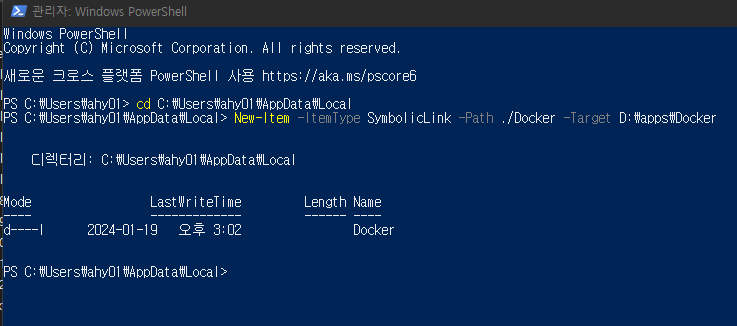 관리자: Windows PowerShell
Windows PowerShell
Copyright (C) Microsoft Corporation. All rights reserved.
새로운 크로스 플랫폼 PowerShell 사용 https://aka.ms/pscore6
PS C:₩Users₩ahy01> cd C:₩Users₩ahy01₩AppData₩Local
PS C:₩Users₩ahy01₩AppData₩Local> New-Item -ItemType SymbolicLink -Path ./Docker -Target D:₩apps₩Docker
디렉터리: C:₩Users₩ahy01₩AppData₩Local
Mode LastWriteTime Length Name
---- ------------- ------ ----
d----l 2024-01-19 오후 3:02 Docker
PS C:₩Users₩ahy01₩AppData₩Local>